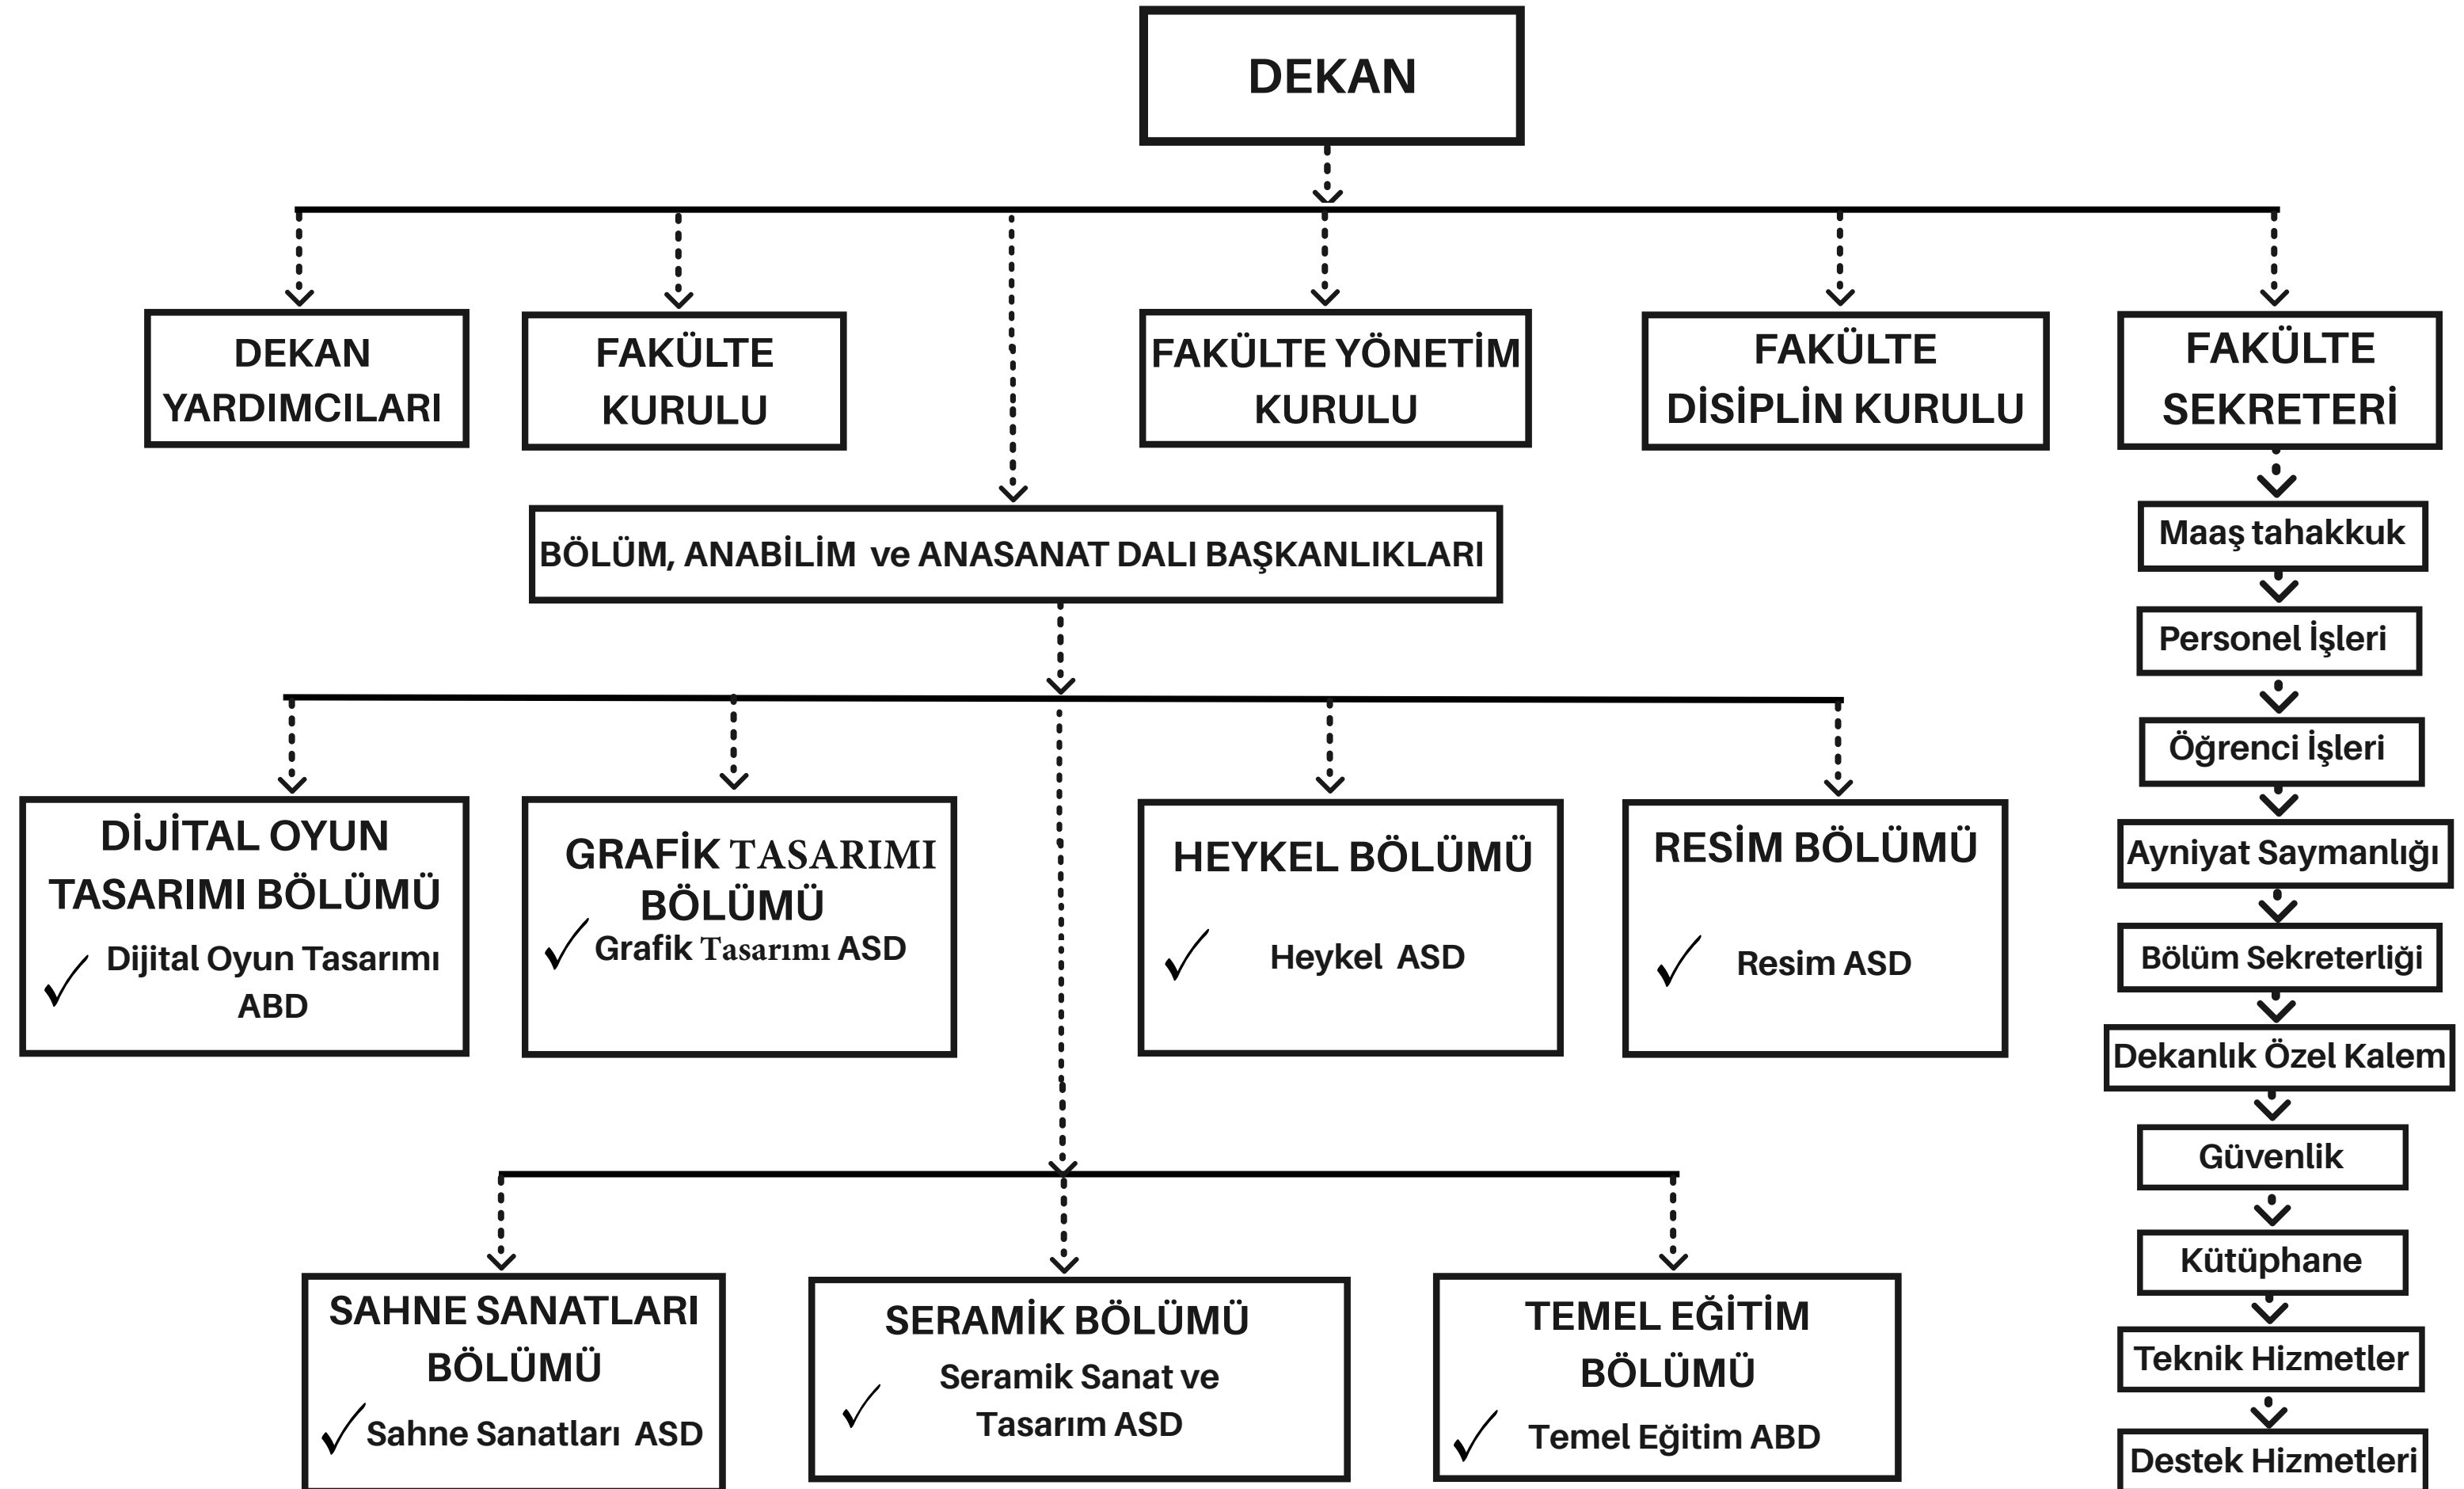 DEKAN
DEKAN
YARDIMCILARI
FAKÜLTE
KURULU
FAKÜLTE YÖNETİM
KURULU
FAKÜLTE
DİSİPLİN KURULU
FAKÜLTE
SEKRETERİ
BÖLÜM, ANABİLİM ve ANASANAT DALI BAŞKANLIKLARI
DİJİTAL OYUN
TASARIMI BÖLÜMÜ
Dijital Oyun Tasarımı
ABD
GRAFİK TASARIMI
BÖLÜMÜ
Grafik Tasarımı ASD
HEYKEL BÖLÜMÜ
Heykel ASD
RESİM BÖLÜMÜ
Resim ASD
SAHNE SANATLARI
BÖLÜMÜ
Sahne Sanatları ASD
SERAMİK BÖLÜMÜ
Seramik Sanat ve
Tasarım ASD
TEMEL EĞİTİM
BÖLÜMÜ
Temel Eğitim ABD
Maaş tahakkuk
Personel İşleri
Öğrenci İşleri
Ayniyat Saymanlığı
Bölüm Sekreterliği
Dekanlık Özel Kalem
Güvenlik
Kütüphane
Teknik Hizmetler
Destek Hizmetleri